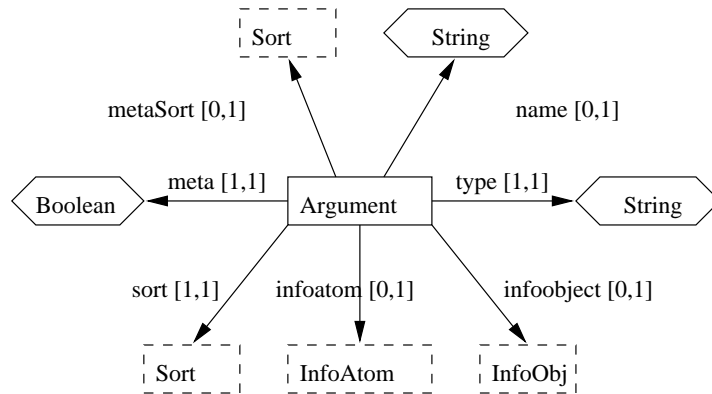 Sort
String
metaSort [0,1]
name [0,1]
meta [1,1]
type [1,1]
Boolean
Argument
String
sort [1,1]
infoatom [0,1]
infoobject [0,1]
Sort
InfoAtom
InfoObj